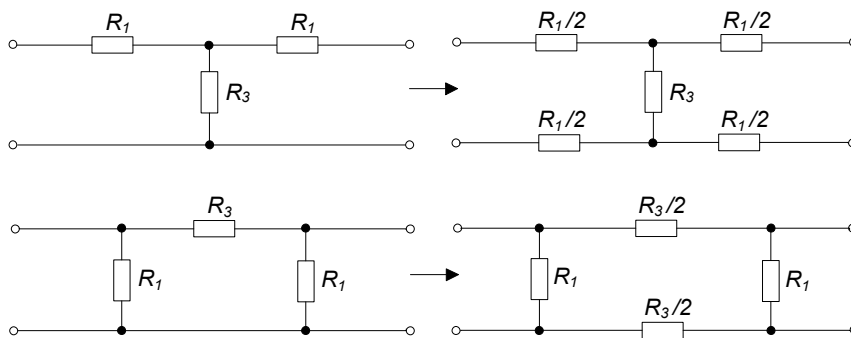 R₁ R₁ R₁/2 R₁/2
R₃ R₃
R₁/2 R₁/2
R₃ R₃/2
R₁ R₁ R₁ R₁
R₃/2